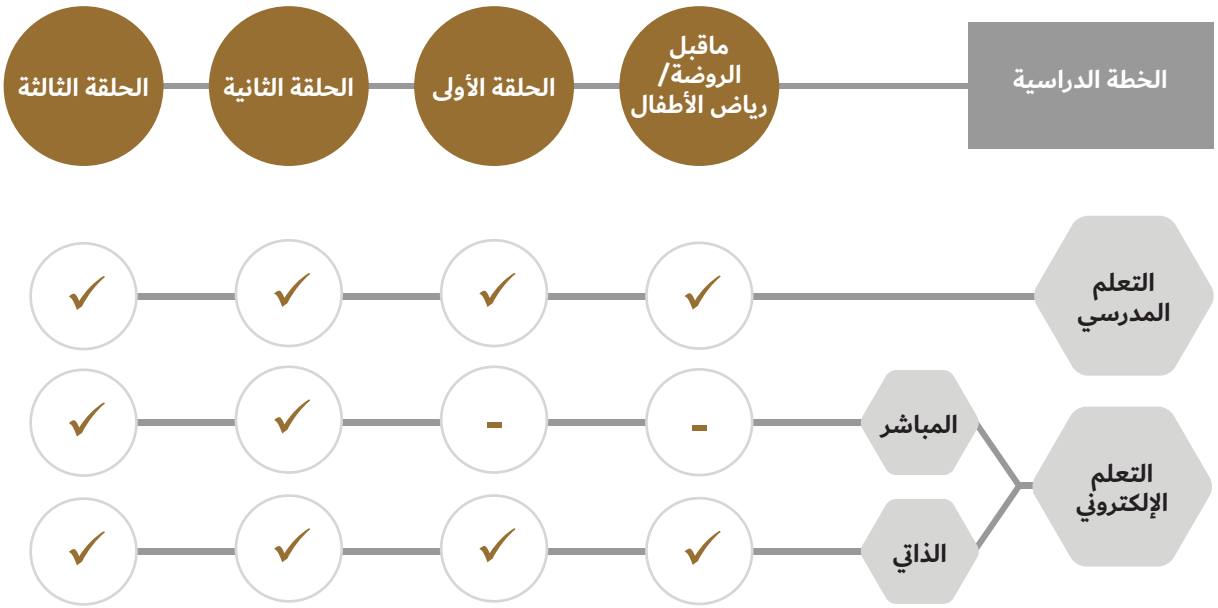 الخطة الدراسية
ماقبل
الروضة/
رياض الأطفال
الحلقة الأولى
الحلقة الثانية
الحلقة الثالثة
التعلم
المدرسي
✓ ✓ ✓ ✓
التعلم
الإلكتروني
المباشر
- - ✓ ✓
الذاتي
✓ ✓ ✓ ✓